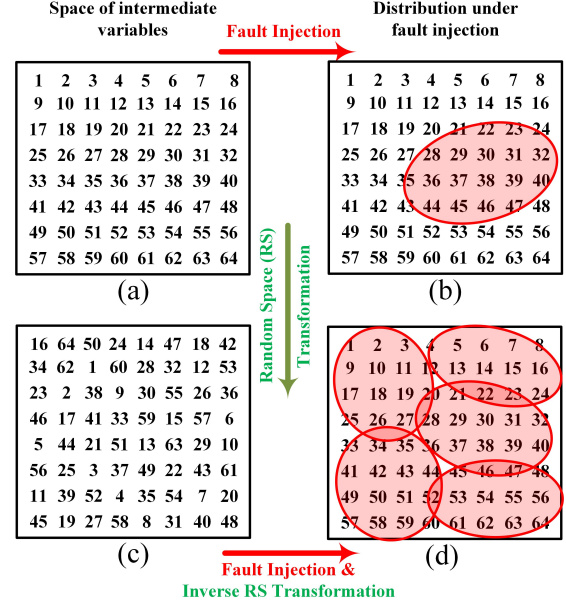 Space of intermediate
variables
Fault Injection
Distribution under
fault injection
1 2 3 4 5 6 7 8
9 10 11 12 13 14 15 16
17 18 19 20 21 22 23 24
25 26 27 28 29 30 31 32
33 34 35 36 37 38 39 40
41 42 43 44 45 46 47 48
49 50 51 52 53 54 55 56
57 58 59 60 61 62 63 64
(a)
1 2 3 4 5 6 7 8
9 10 11 12 13 14 15 16
17 18 19 20 21 22 23 24
25 26 27 28 29 30 31 32
33 34 35 36 37 38 39 40
41 42 43 44 45 46 47 48
49 50 51 52 53 54 55 56
57 58 59 60 61 62 63 64
(b)
Random Space (RS)
Transformation
16 64 50 24 14 47 18 42
34 62 1 60 28 32 12 53
23 2 38 9 30 55 26 36
46 17 41 33 59 15 57 6
5 44 21 51 13 63 29 10
56 25 3 37 49 22 43 61
11 39 52 4 35 54 7 20
45 19 27 58 8 31 40 48
(c)
1 2 3 4 5 6 7 8
9 10 11 12 13 14 15 16
17 18 19 20 21 22 23 24
25 26 27 28 29 30 31 32
33 34 35 36 37 38 39 40
41 42 43 44 45 46 47 48
49 50 51 52 53 54 55 56
57 58 59 60 61 62 63 64
(d)
Fault Injection &
Inverse RS Transformation